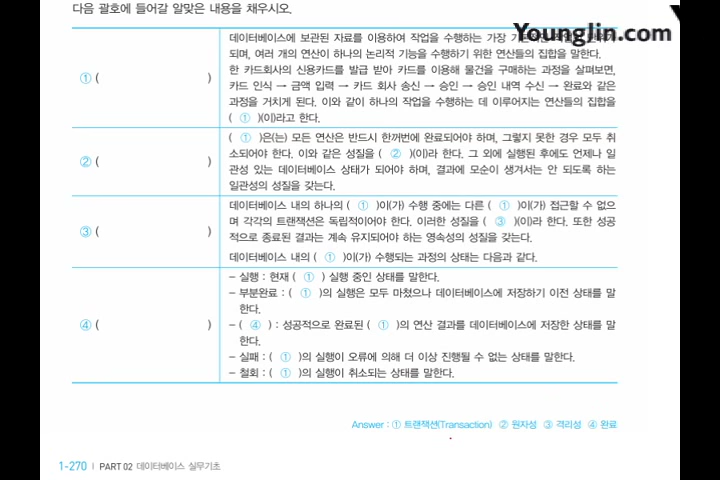 다음 괄호에 들어갈 알맞은 내용을 채우시오.
Younglin.com
① ( )
데이터베이스에 보관된 자료를 이용하여 작업을 수행하는 가장
되며, 여러 개의 연산이 하나의 논리적 기능을 수행하기 위한 연산들의 집합을 말한다.
한 카드회사의 신용카드를 발급 받아 카드를 이용해 물건을 구매하는 과정을 살펴보면,
카드 인식 → 금액 입력 → 카드 회사 송신 → 승인 → 승인 내역 수신 → 완료와 같은
과정을 거치게 된다. 이와 같이 하나의 작업을 수행하는 데 이루어지는 연산들의 집합을
( ① )(이)라고 한다.
② ( )
( ① )은(는) 모든 연산은 반드시 한꺼번에 완료되어야 하며, 그렇지 못한 경우 모두 취
소되어야 한다. 이와 같은 성질을 ( ② )(이)라 한다. 그 외에 실행된 후에도 언제나 일
관성 있는 데이터베이스 상태가 되어야 하며, 결과에 모순이 생겨서는 안 되도록 하는
일관성의 성질을 갖는다.
③ ( )
데이터베이스 내의 하나의 ( ① )이(가) 수행 중에는 다른 ( ① )이(가) 접근할 수 없으
며 각각의 트랜잭션은 독립적이어야 한다. 이러한 성질을 ( ③ )(이)라 한다. 또한 성공
적으로 종료된 결과는 계속 유지되어야 하는 영속성의 성질을 갖는다.
④ ( )
데이터베이스 내의 ( ① )이(가) 수행되는 과정의 상태는 다음과 같다.
– 실행 : 현재 ( ① ) 실행 중인 상태를 말한다.
– 부분완료 : ( ① )의 실행은 모두 마쳤으나 데이터베이스에 저장하기 이전 상태를 말
한다.
– ( ④ ) : 성공적으로 완료된 ( ① )의 연산 결과를 데이터베이스에 저장한 상태를 말
한다.
– 실패 : ( ① )의 실행이 오류에 의해 더 이상 진행될 수 없는 상태를 말한다.
– 철회 : ( ① )의 실행이 취소되는 상태를 말한다.
Answer : ① 트랜잭션(Transaction) ② 원자성 ③ 격리성 ④ 완료
1-270 | PART 02 데이터베이스 실무기초